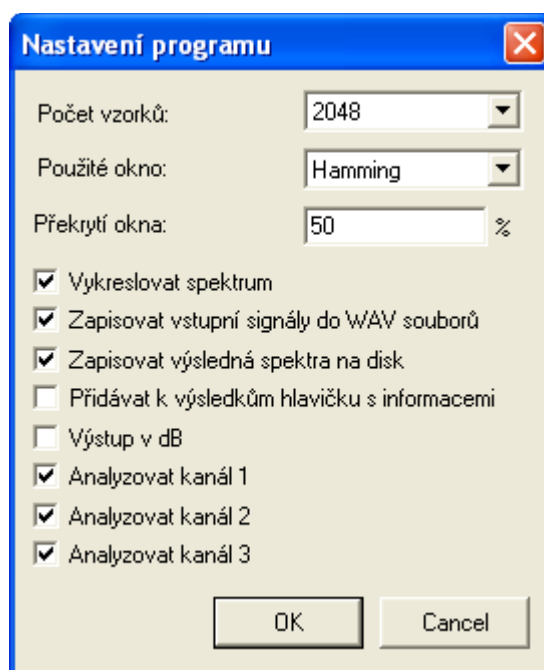 Nastavení programu
Počet vzorků: 2048
Použité okno: Hamming
Překrytí okna: 50 %
Vykreslovat spektrum
Zapisovat vstupní signály do WAV souborů
Zapisovat výsledná spektra na disk
Přidávat k výsledkům hlavičku s informacemi
Výstup v dB
Analyzovat kanál 1
Analyzovat kanál 2
Analyzovat kanál 3
OK Cancel